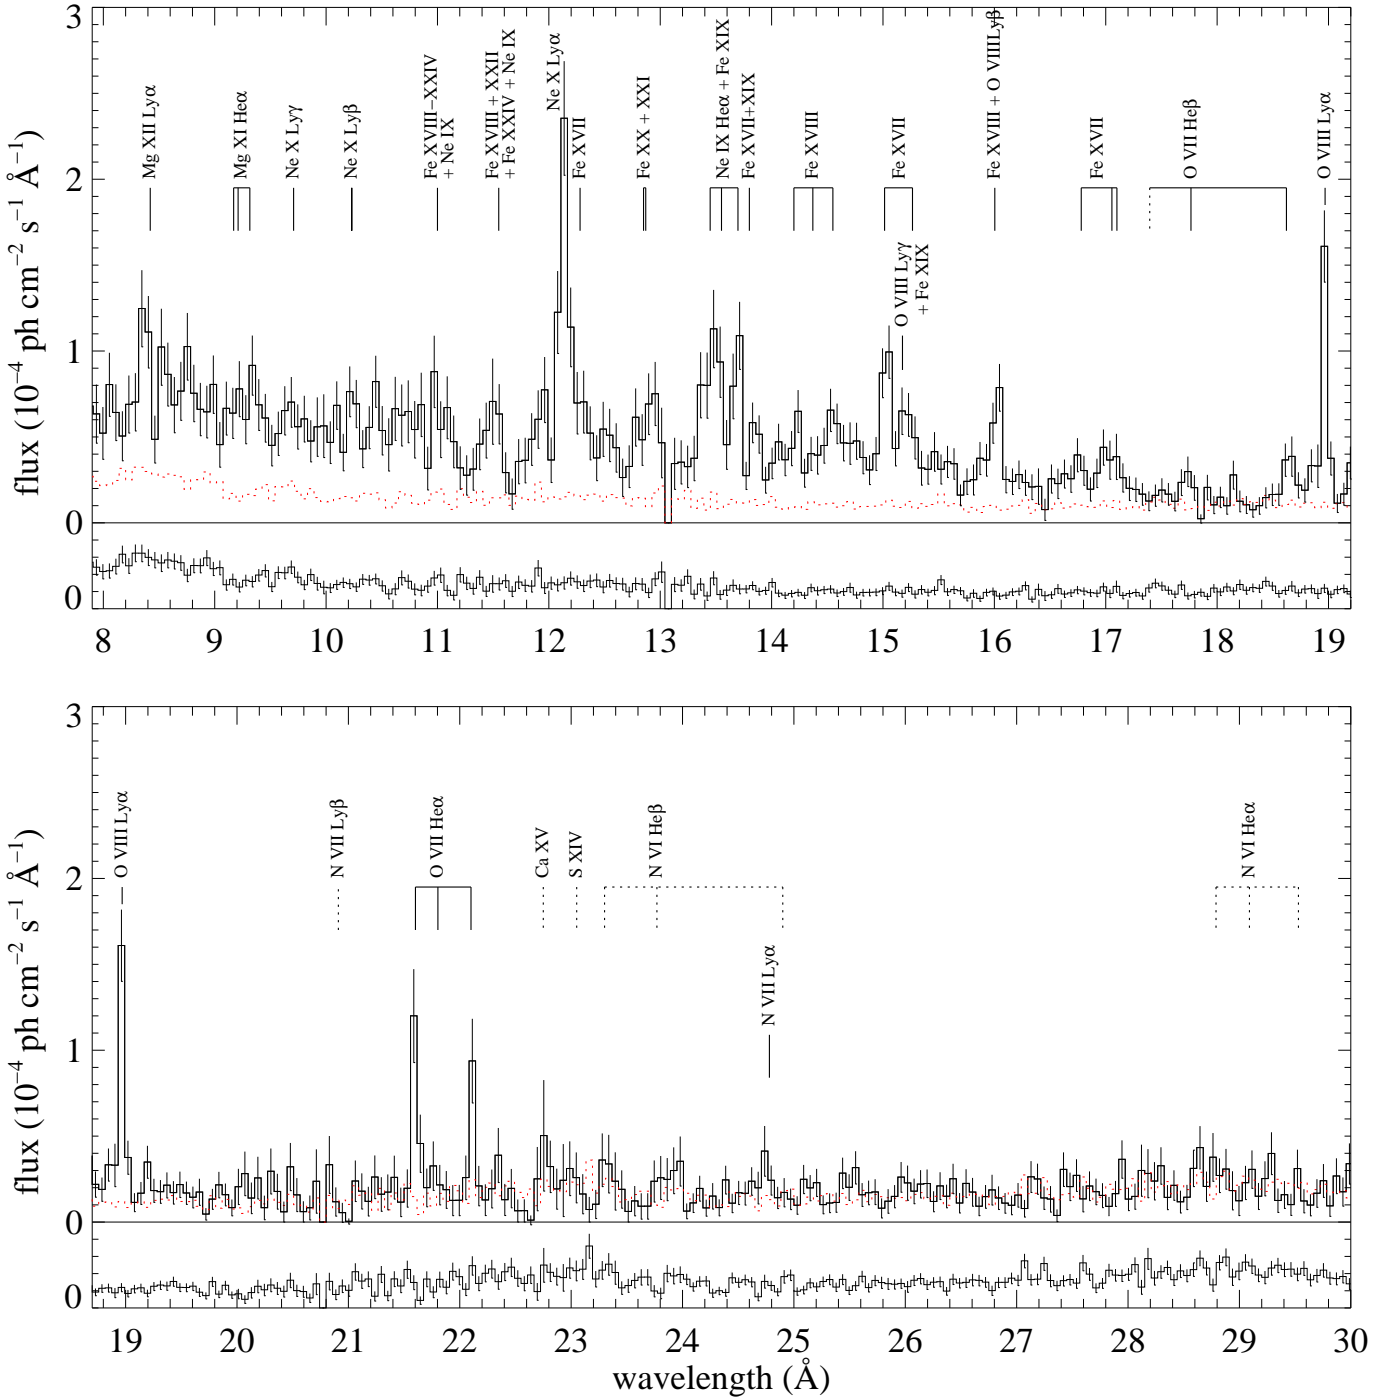 3
2
1
0
0
flux (10−4 ph cm−2 s−1 Å−1)
Mg XII Lyα
Mg XI Heα
Ne X Lyγ
Ne X Lyβ
Fe XVIII−XXIV
+ Ne IX
Fe XVIII + XXII
+ Fe XXIV + Ne IX
Ne X Lyα
Fe XVII
Fe XX + XXI
Ne IX Heα + Fe XIX
Fe XVII+XIX
Fe XVIII
Fe XVII
O VIII Lyγ
+ Fe XIX
Fe XVIII + O VIIILyβ
Fe XVII
O VII Heβ
O VIII Lyα
8 9 10 11 12 13 14 15 16 17 18 19
3
2
1
0
0
flux (10−4 ph cm−2 s−1 Å−1)
O VIII Lyα
N VII Lyβ
O VII Heα
Ca XV
S XIV
N VI Heβ
N VII Lyα
N VI Heα
19 20 21 22 23 24 25 26 27 28 29 30
wavelength (Å)